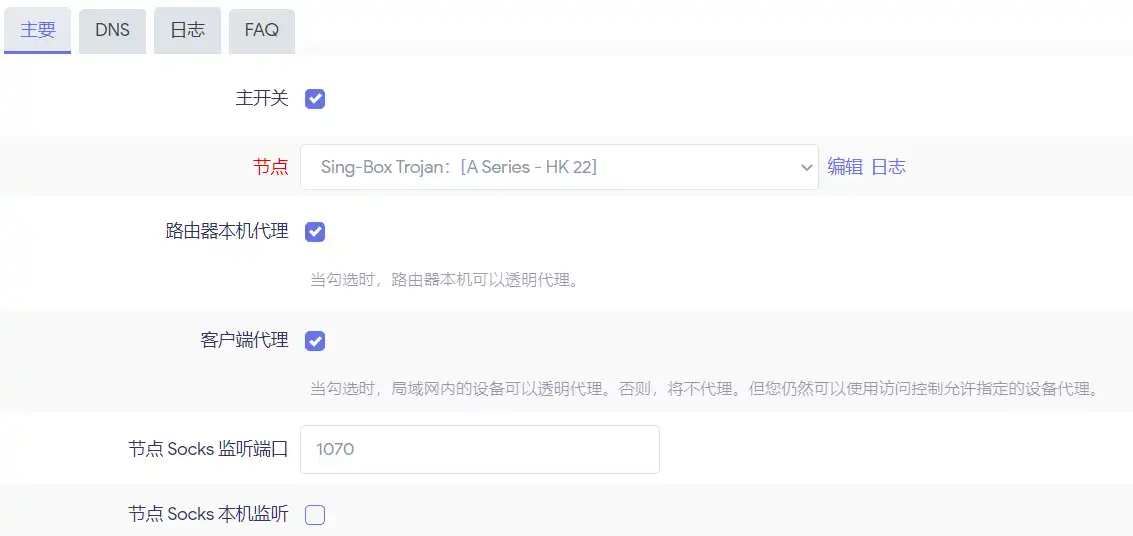 主要 DNS 日志 FAQ
主开关
节点 Sing-Box Trojan：[A Series - HK 22] 编辑 日志
路由器本机代理
当勾选时，路由器本机可以透明代理。
客户端代理
当勾选时，局域网内的设备可以透明代理。否则，将不代理。但您仍然可以使用访问控制允许指定的设备代理。
节点 Socks 监听端口 1070
节点 Socks 本机监听